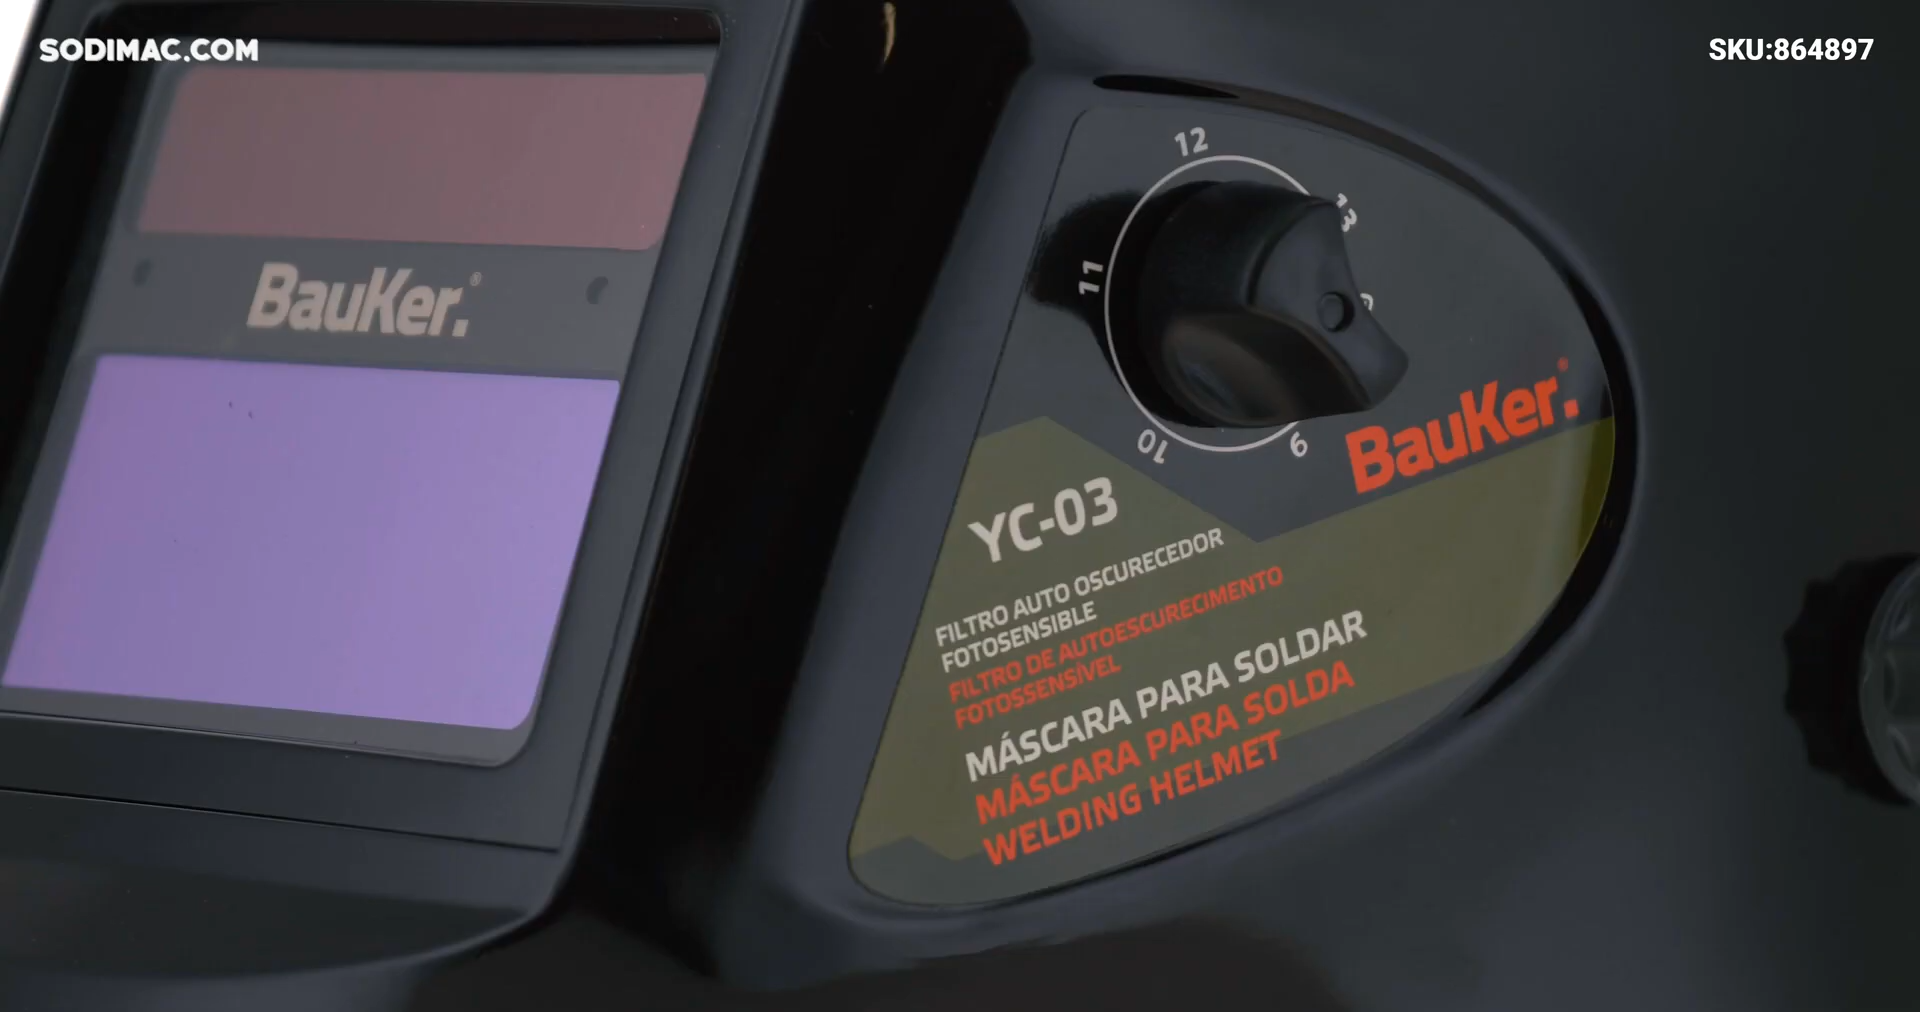 SODIMAC.COM
SKU:864897
BauKer.®
12
13
11
10
9
BauKer.
YC-03
FILTRO AUTO OSCURECEDOR
FOTOSENSIBLE
FILTRO DE AUTOESCURECIMENTO
FOTOSSENSÍVEL
MÁSCARA PARA SOLDAR
MÁSCARA PARA SOLDA
WELDING HELMET